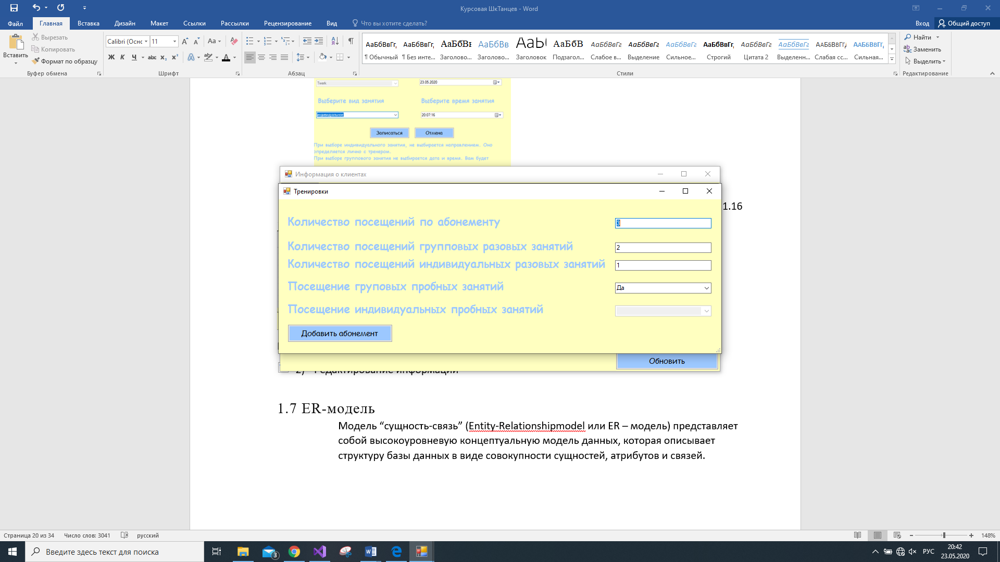 Курсовая ШкТанцев - Word
Файл
Главная
Вставка
Дизайн
Макет
Ссылки
Рассылки
Рецензирование
Вид
Что вы хотите сделать?
Вход
Общий доступ
Вставить
Вырезать
Копировать
Формат по образцу
Буфер обмена
Calibri (Оснс
11
Aa
Ж К Ч abc x₂ x²
Шрифт
Абзац
АаБбВвГг,
АаБбВвГг,
АаБбВı
АаБбВв
АаЫ
АаБбВ
АаБбВвГг
АаБбВвГг
АаБбВвГг
АаБбВвГг,
АаБбВвГг
АаБбВвГг
ААБбВвГг,
АаБбВвГг,
¶ Обычный
¶ Без инте...
Заголово...
Заголово...
Заголовок
Подзагол...
Слабое в...
Выделение
Сильное...
Строгий
Цитата 2
Выделенн...
Слабая сс...
Сильная...
Стили
Найти
Заменить
Выделить
Редактирование
Twerk
23.05.2020
Выберите вид занятия
Выберите время занятия
индивидуальное
20:07:16
Записаться
Отмена
При выборе индивидуального занятия, не выбирается направлением. Оно
определяется лично с тренером.
При выборе группового занятия не выбирается дата и время. Вам будет
Информация о клиентах
Тренировки
1.16
Количество посещений по абонементу
3
Количество посещений групповых разовых занятий
2
Количество посещений индивидуальных разовых занятий
1
Посещение груповых пробных занятий
Да
Посещение индивидуальных пробных занятий
Добавить абонемент
Обновить
2) Редактирование информации
1.7 ER-модель
Модель “сущность-связь” (Entity-Relationshipmodel или ER – модель) представляет
собой высокоуровневую концептуальную модель данных, которая описывает
структуру базы данных в виде совокупности сущностей, атрибутов и связей.
Страница 20 из 34
Число слов: 3041
русский
148%
Введите здесь текст для поиска
3
РУС
20:42
23.05.2020